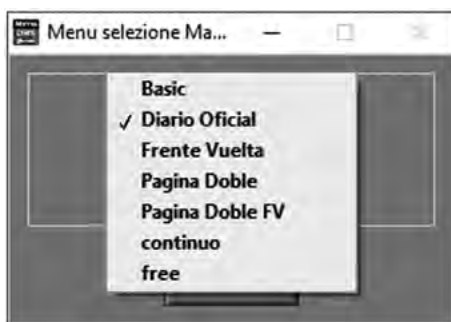 Menu selezione Ma...
Basic
✓ Diario Oficial
Frente Vuelta
Pagina Doble
Pagina Doble FV
continuo
free